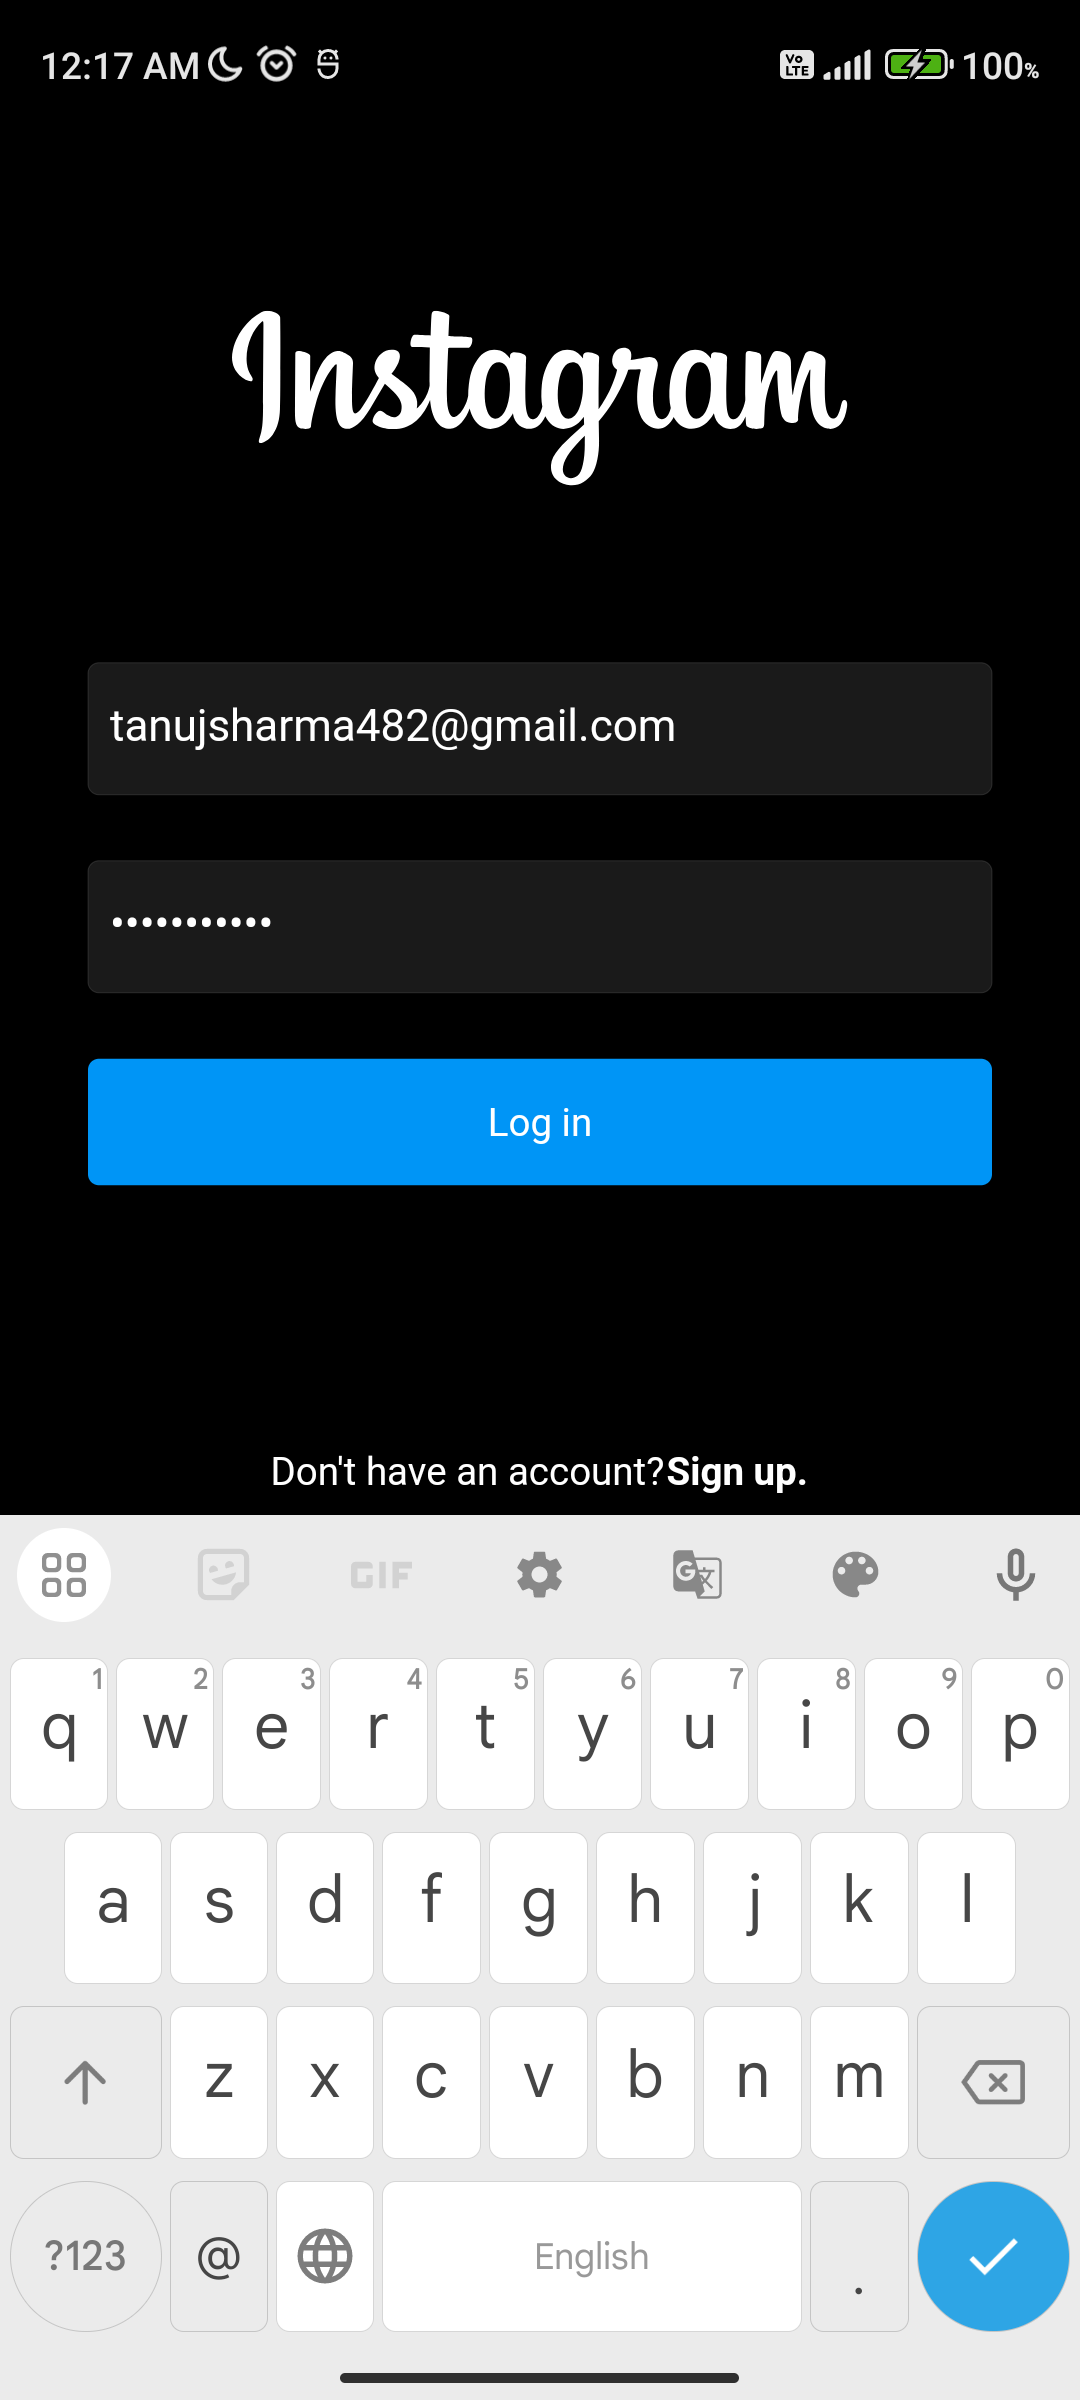 12:17 AM Vo LTE 100%
Instagram
tanujsharma482@gmail.com
•••••••••••
Log in
Don't have an account?Sign up.
GIF G 文
1 2 3 4 5 6 7 8 9 0
q w e r t y u i o p
a s d f g h j k l
z x c v b n m
?123 @ English .